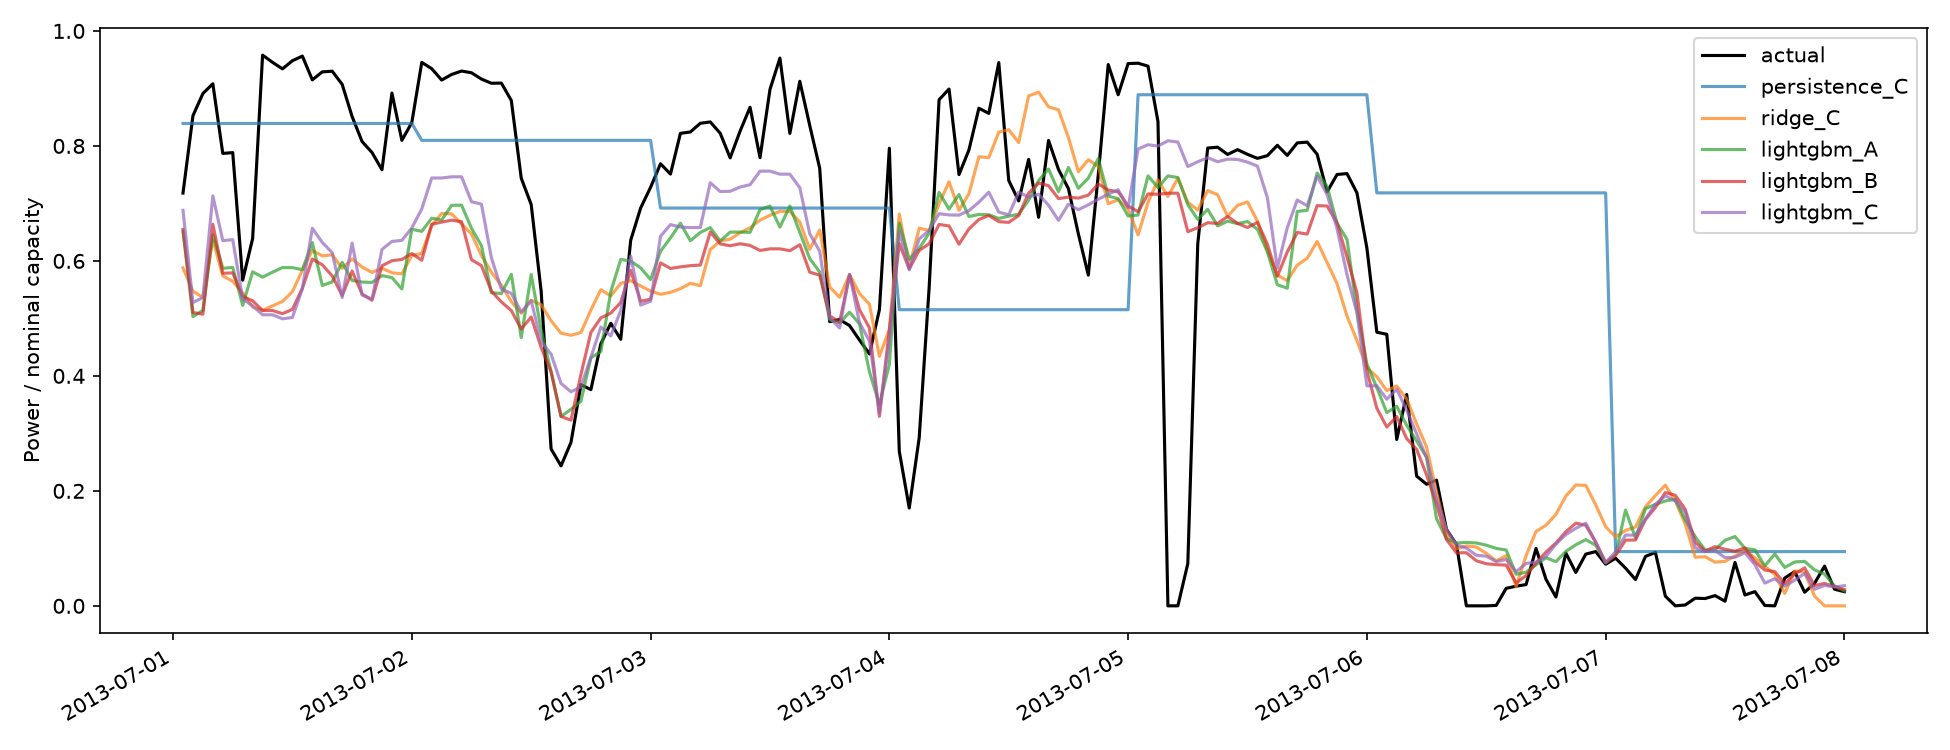 Power / nominal capacity
1.0
0.8
0.6
0.4
0.2
0.0
actual
persistence_C
ridge_C
lightgbm_A
lightgbm_B
lightgbm_C
2013-07-01
2013-07-02
2013-07-03
2013-07-04
2013-07-05
2013-07-06
2013-07-07
2013-07-08